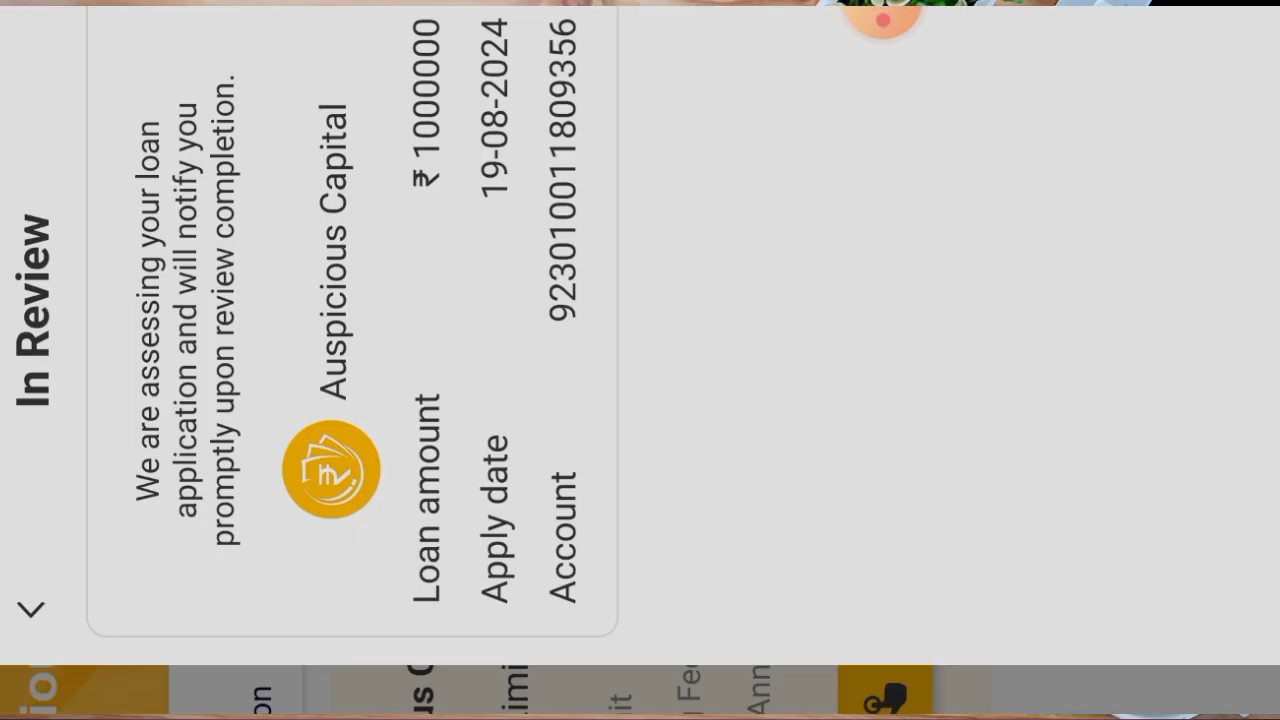 In Review
We are assessing your loan
application and will notify you
promptly upon review completion.
Auspicious Capital
Loan amount ₹ 1000000
Apply date 19-08-2024
Account 923010011809356